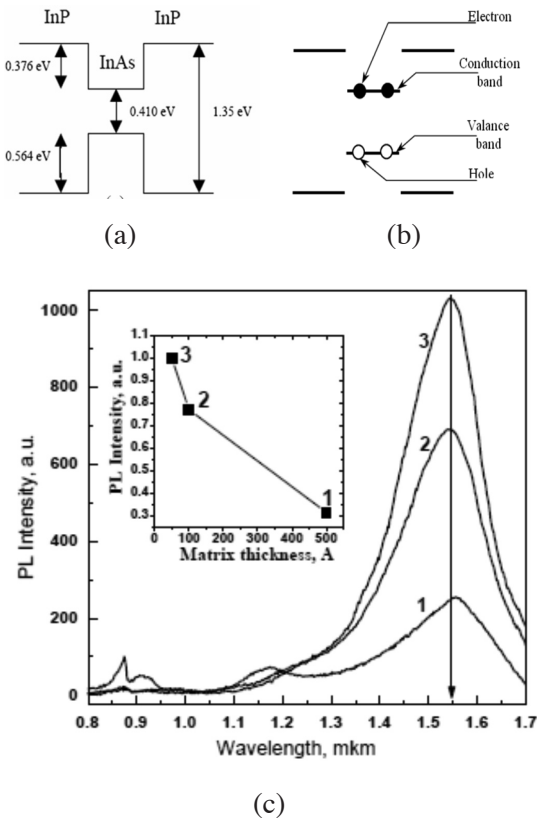 InP InP
0.376 eV
InAs
0.410 eV
1.35 eV
0.564 eV
(a)
Electron
Conduction
band
Valance
band
Hole
(b)
1000
800
600
400
200
0
PL Intensity, a.u.
0.8 0.9 1.0 1.1 1.2 1.3 1.4 1.5 1.6 1.7
Wavelength, mkm
3
2
1
1.1
1.0
0.9
0.8
0.7
0.6
0.5
0.4
0.3
PL Intensity, a.u.
3
2
1
0 100 200 300 400 500
Matrix thickness, A
(c)